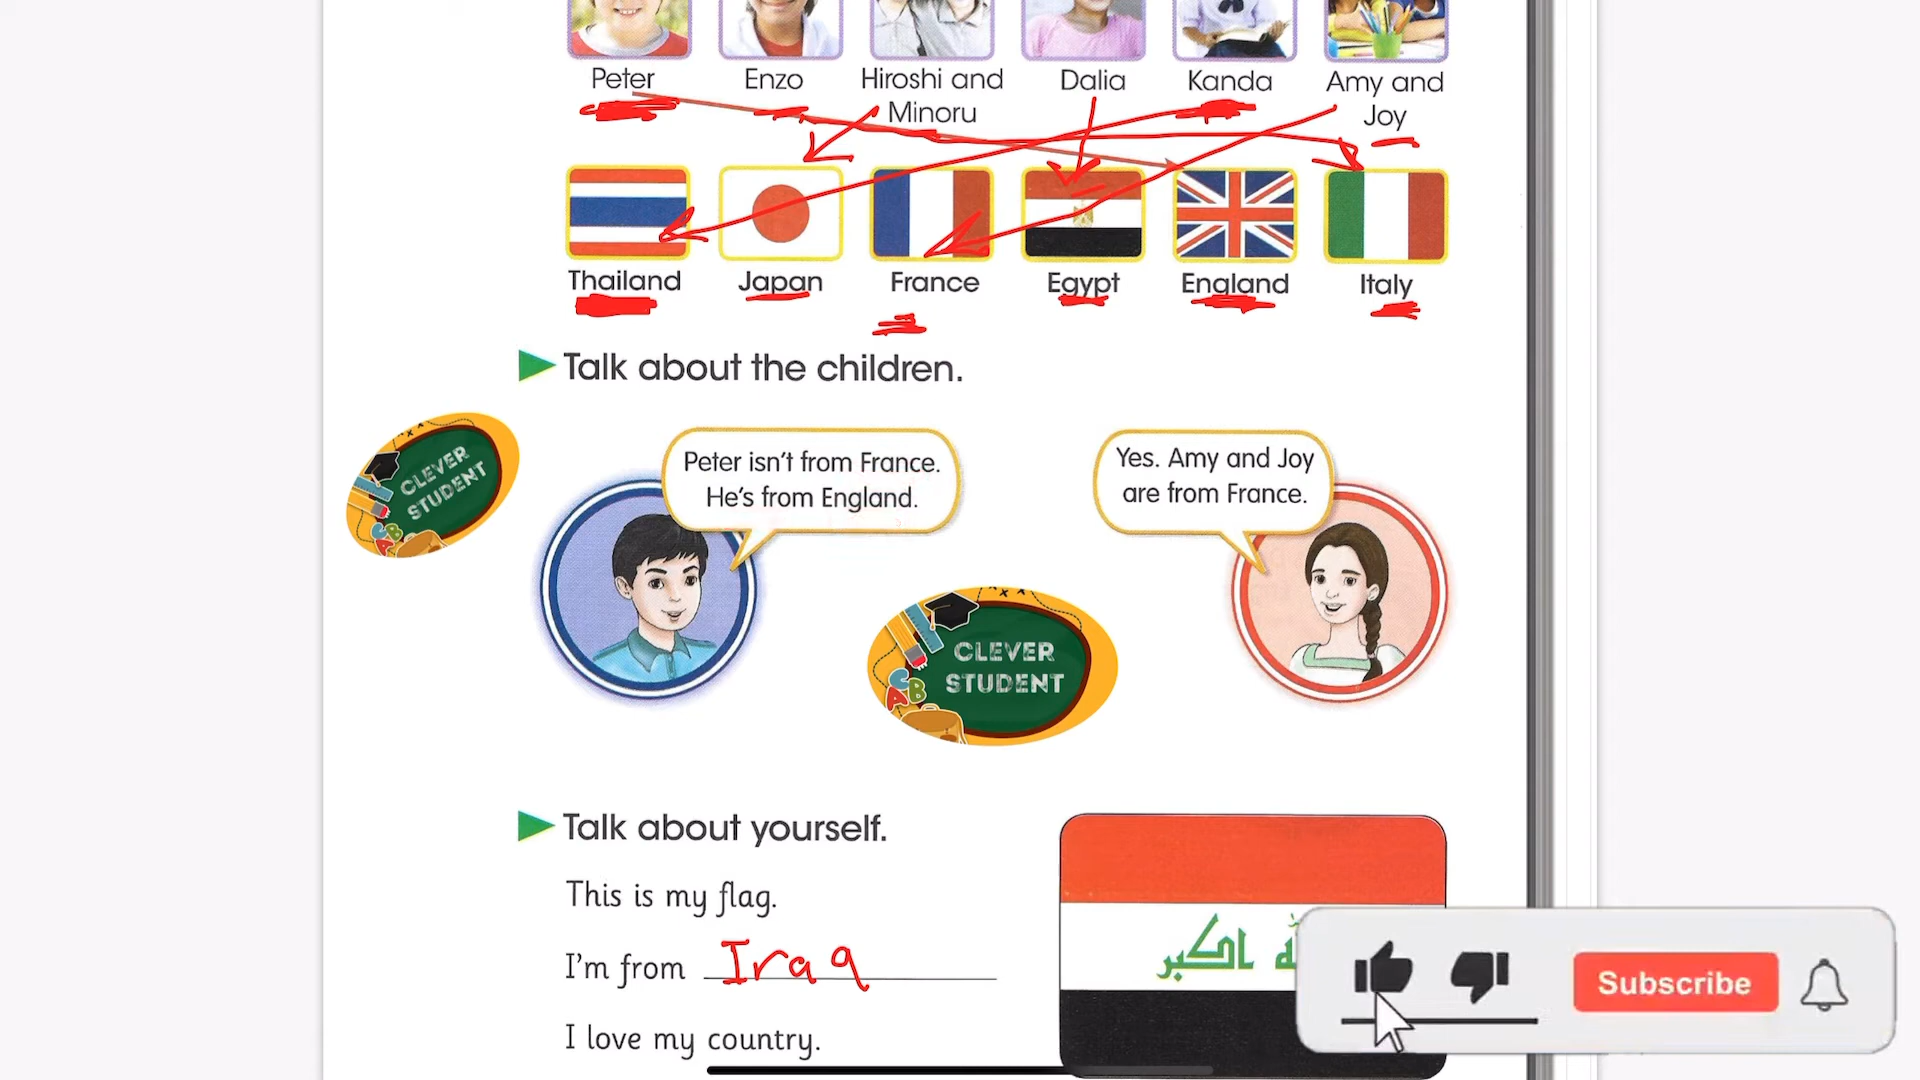 Peter Enzo Hiroshi and Minoru Dalia Kanda Amy and Joy
Thailand Japan France Egypt England Italy
Talk about the children.
CLEVER
STUDENT
Peter isn't from France.
He's from England.
Yes. Amy and Joy
are from France.
CLEVER
STUDENT
Talk about yourself.
This is my flag.
I'm from Iraq
I love my country.
اكبر
Subscribe